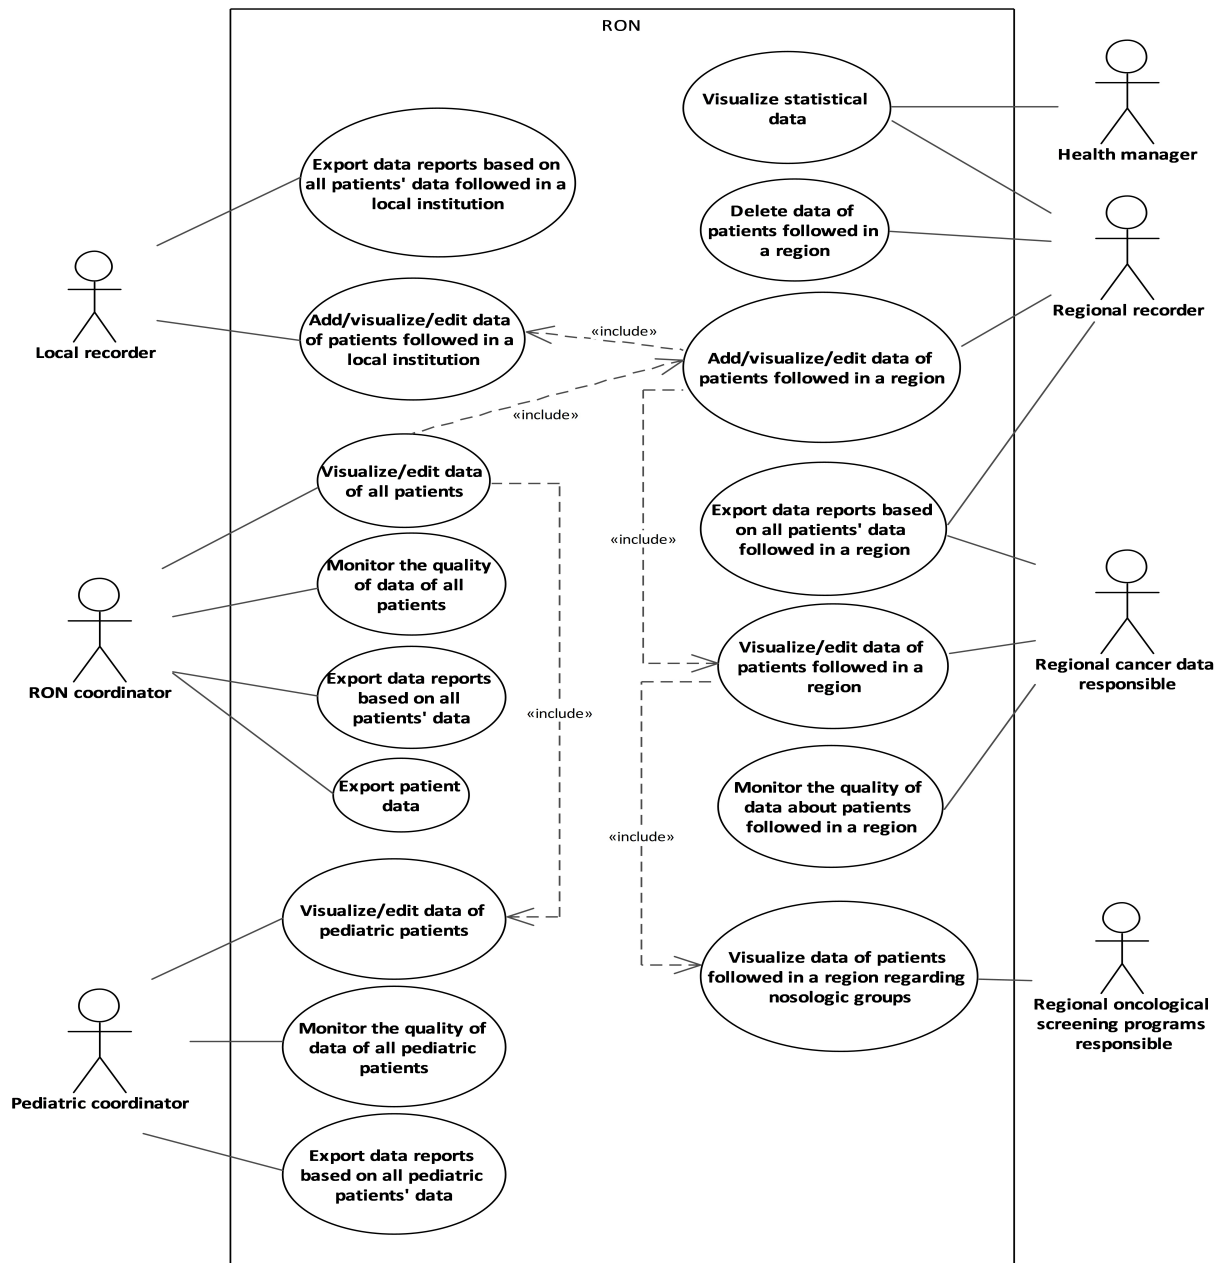 RON
Visualize statistical
data
Health manager
Export data reports based on
all patients' data followed in a
local institution
Delete data of
patients followed in
a region
Regional recorder
Local recorder
Add/visualize/edit data
of patients followed in a
local institution
«include»
Add/visualize/edit data of
patients followed in a region
«include»
Visualize/edit data
of all patients
Export data reports based
on all patients' data
followed in a region
«include»
Monitor the quality
of data of all
patients
RON coordinator
Visualize/edit data of
patients followed in a
region
Regional cancer data
responsible
Export data reports
based on all
patients' data
«include»
Export patient
data
Monitor the quality of
data about patients
followed in a region
«include»
Visualize/edit data of
pediatric patients
Visualize data of patients
followed in a region regarding
nosologic groups
Regional oncological
screening programs
responsible
Monitor the quality of
data of all pediatric
patients
Pediatric coordinator
Export data reports
based on all pediatric
patients' data